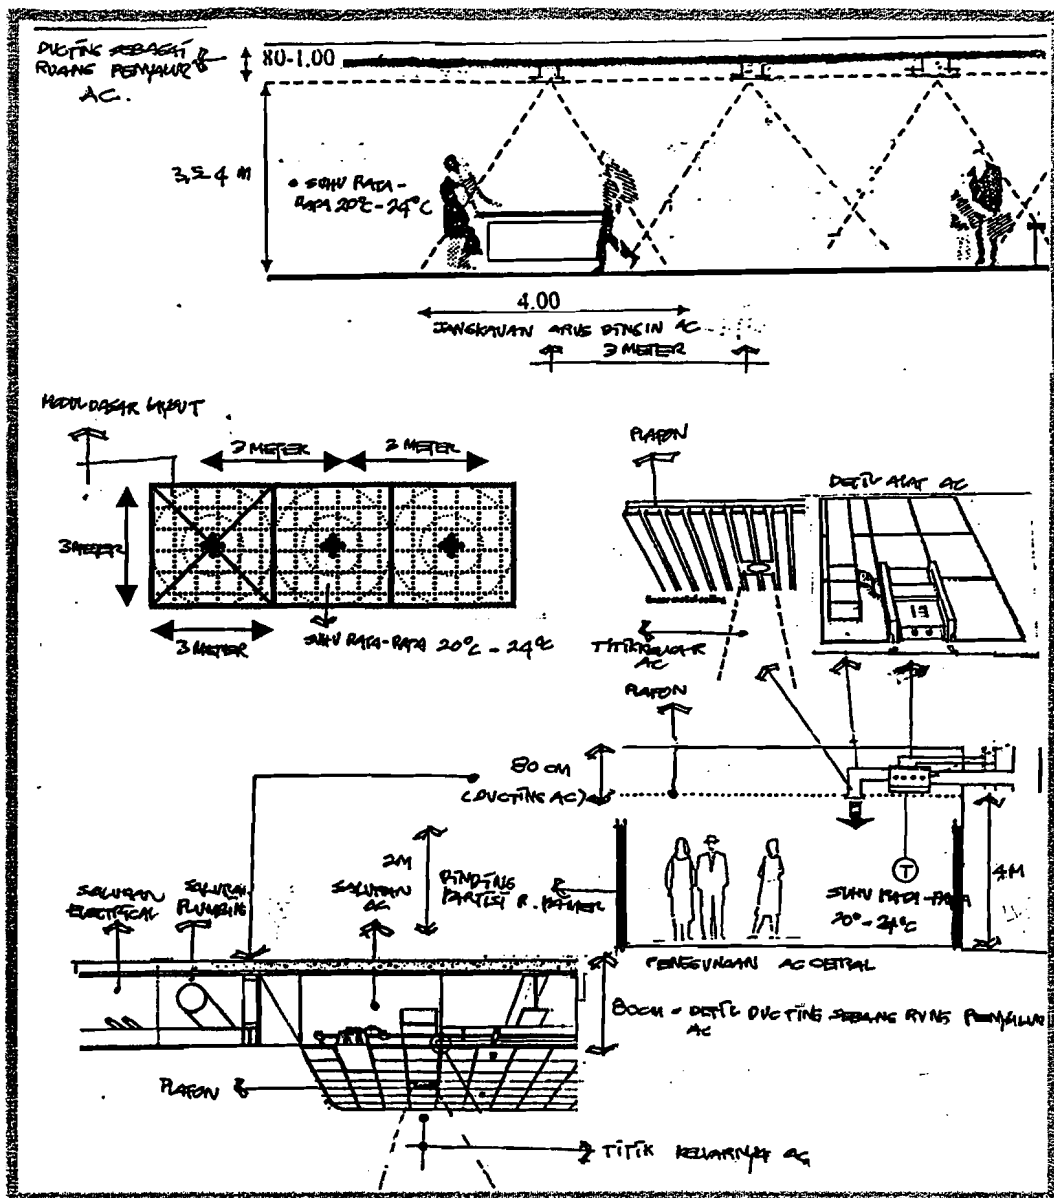 DUCTING SEBAGAI
RUANG PENYALUR
AC.
80-1.00
3,5-4 M
• SUHU RATA-
RATA 20°C - 24°C
4.00
JANGKAUAN ARUS DINGIN AC
3 METER
MODUL DASAR LAYOUT
3 METER
3 METER
3 METER
3 METER
SUHU RATA-RATA 20°C - 24°C
PLAFON
DETIL ALAT AC
TITIK KELUAR
AC
PLAFON
80 CM
(DUCTING AC)
2M
DINDING
PARTISI R. PAMER
SALURAN
ELECTRICAL
SALURAN
PLUMBING
SALURAN
AC
T
SUHU RATA-RATA
20° - 24°C
4M
PENGGUNAAN AC CENTRAL
80CM - DETIL DUCTING SEBAGAI RUANG PENYALUR
AC
PLAFON
TITIK KELUARNYA AC